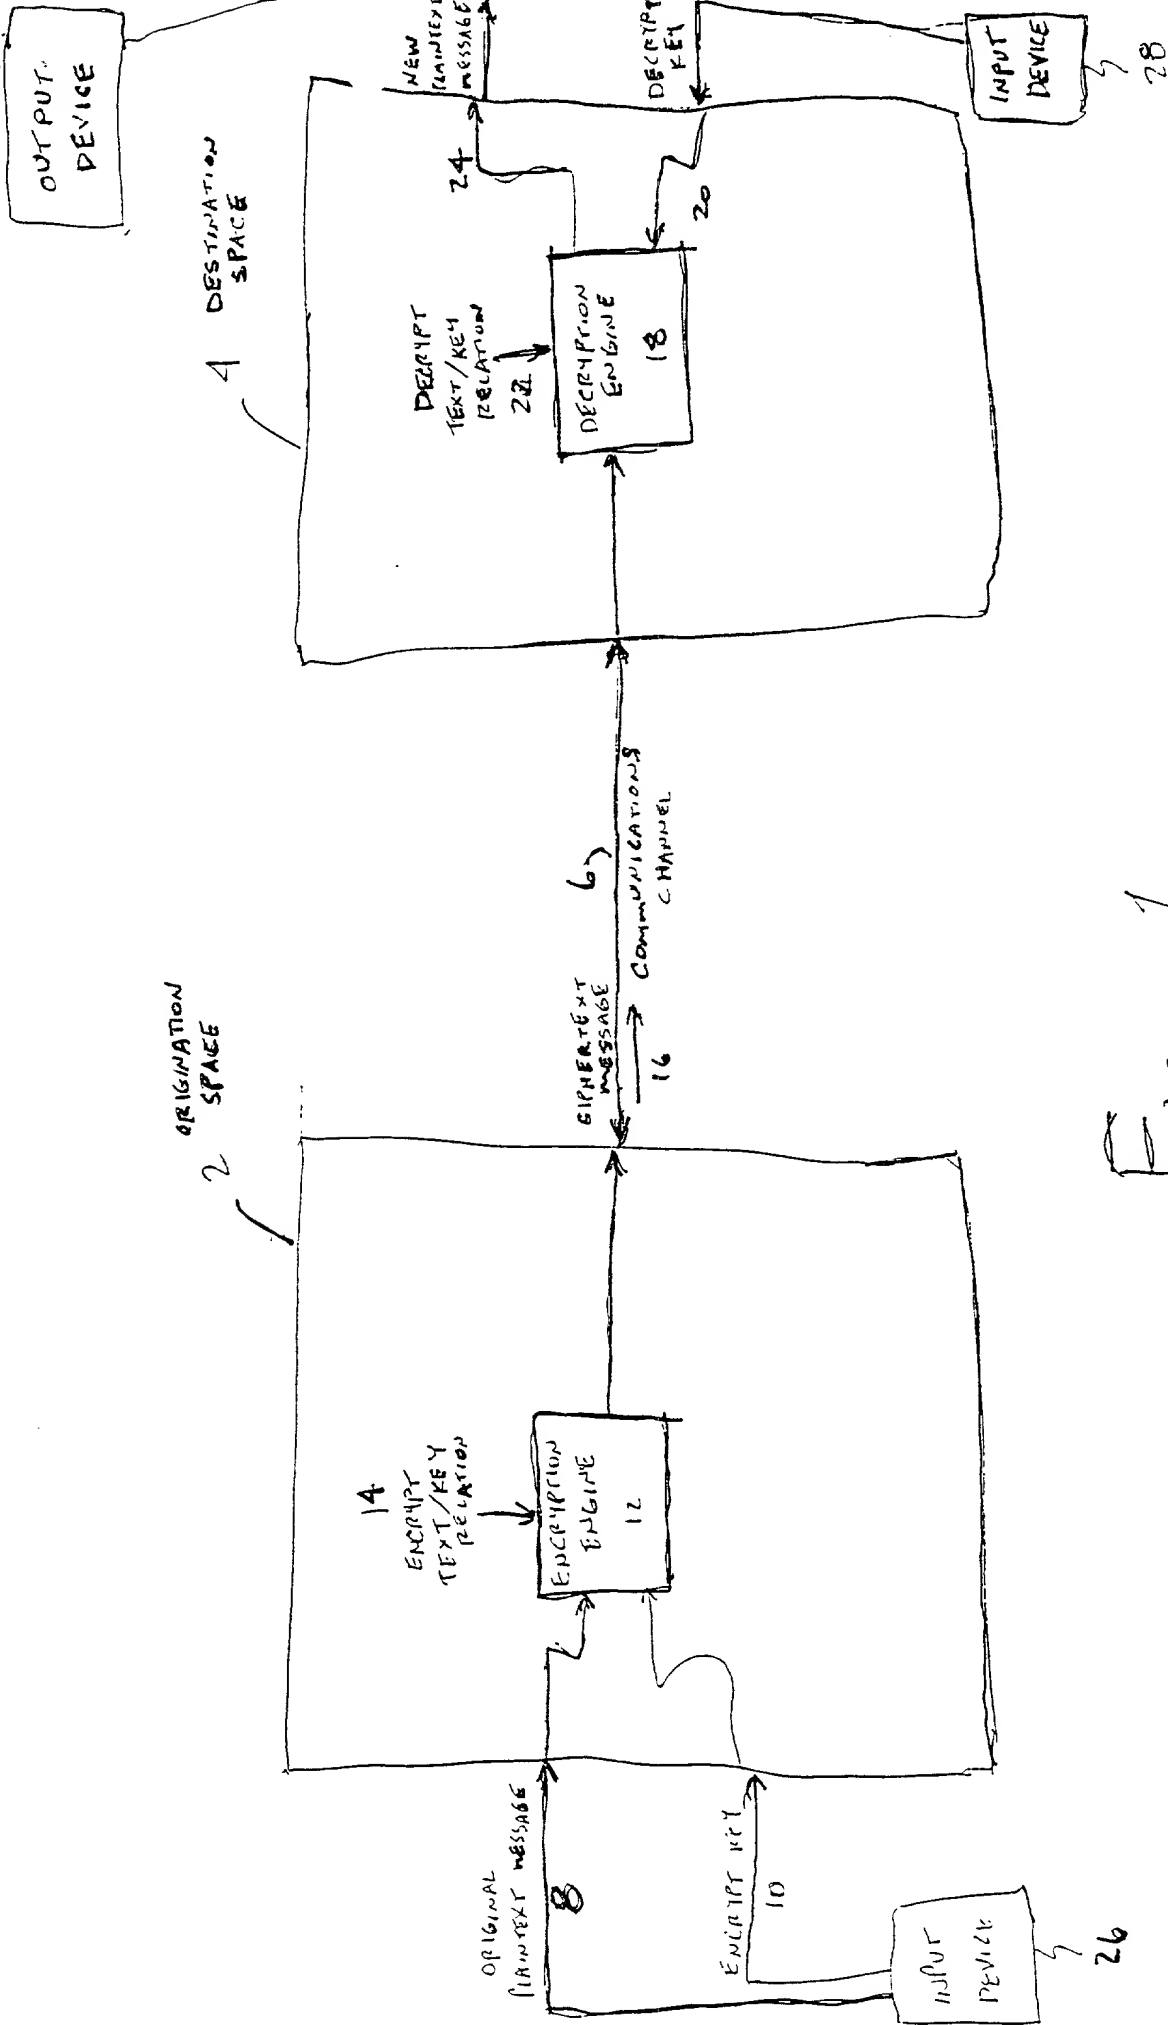 ORIGINATION
SPACE
2
14
ENCRYPT
TEXT/KEY
RELATION
ENCRYPTION
ENGINE
12
ORIGINAL
PLAINTEXT MESSAGE
8
ENCRYPT KEY
10
INPUT
DEVICE
26
CIPHERTEXT
MESSAGE
16
6
COMMUNICATIONS
CHANNEL
4
DESTINATION
SPACE
DECRYPT
TEXT/KEY
RELATION
22
DECRYPTION
ENGINE
18
24
20
NEW
PLAINTEXT
MESSAGE
DECRYPT
KEY
OUTPUT
DEVICE
INPUT
DEVICE
28
1